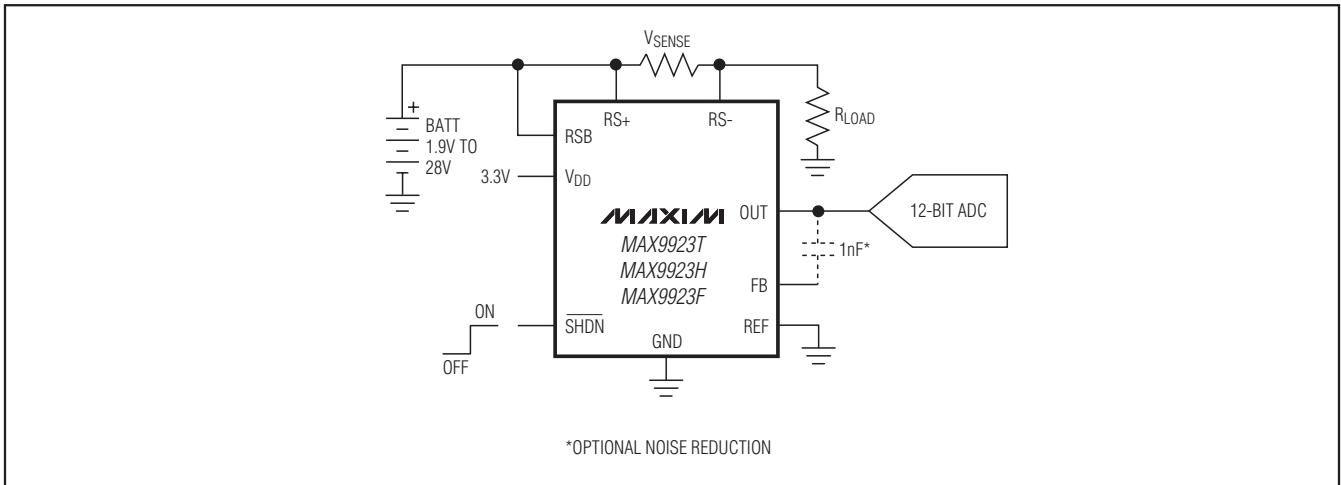 VSENSE
+
BATT
1.9V TO
28V
RS+
RS-
RLOAD
RSB
3.3V
VDD
MAXIM
OUT
12-BIT ADC
MAX9923T
MAX9923H
MAX9923F
1nF*
FB
ON
OFF
SHDN
REF
GND
*OPTIONAL NOISE REDUCTION